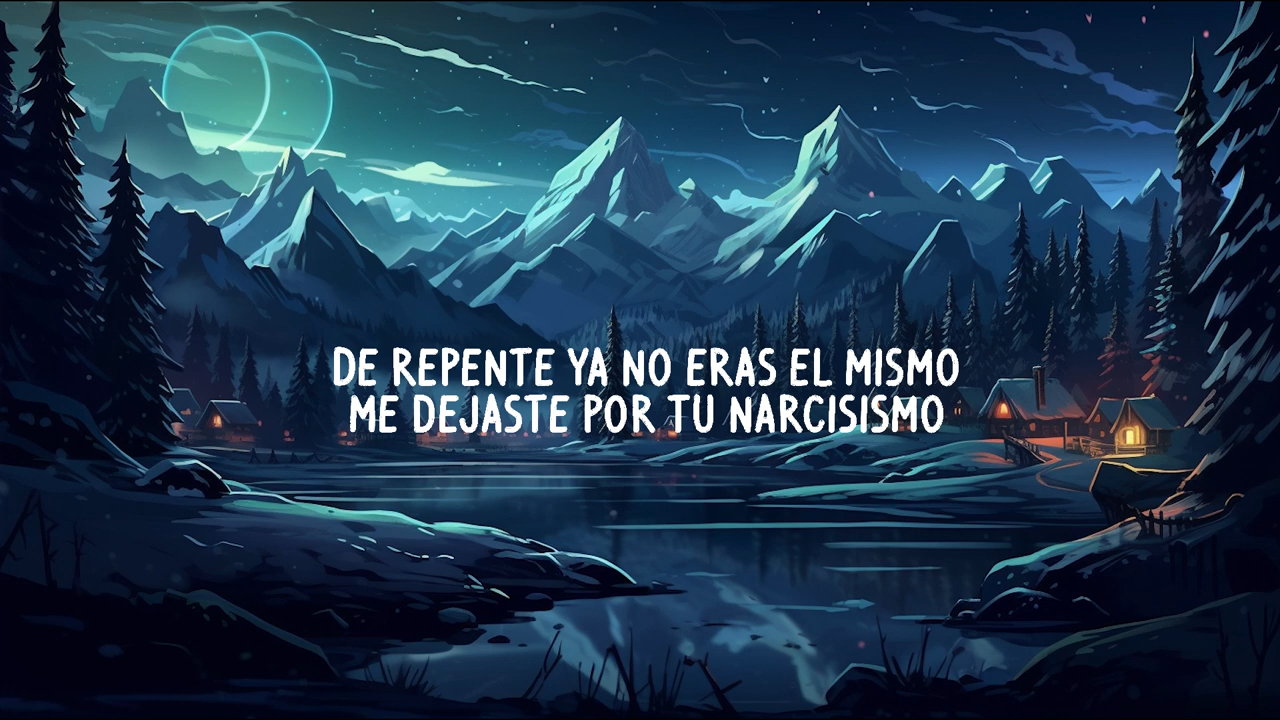 DE REPENTE YA NO ERAS EL MISMO
ME DEJASTE POR TU NARCISISMO